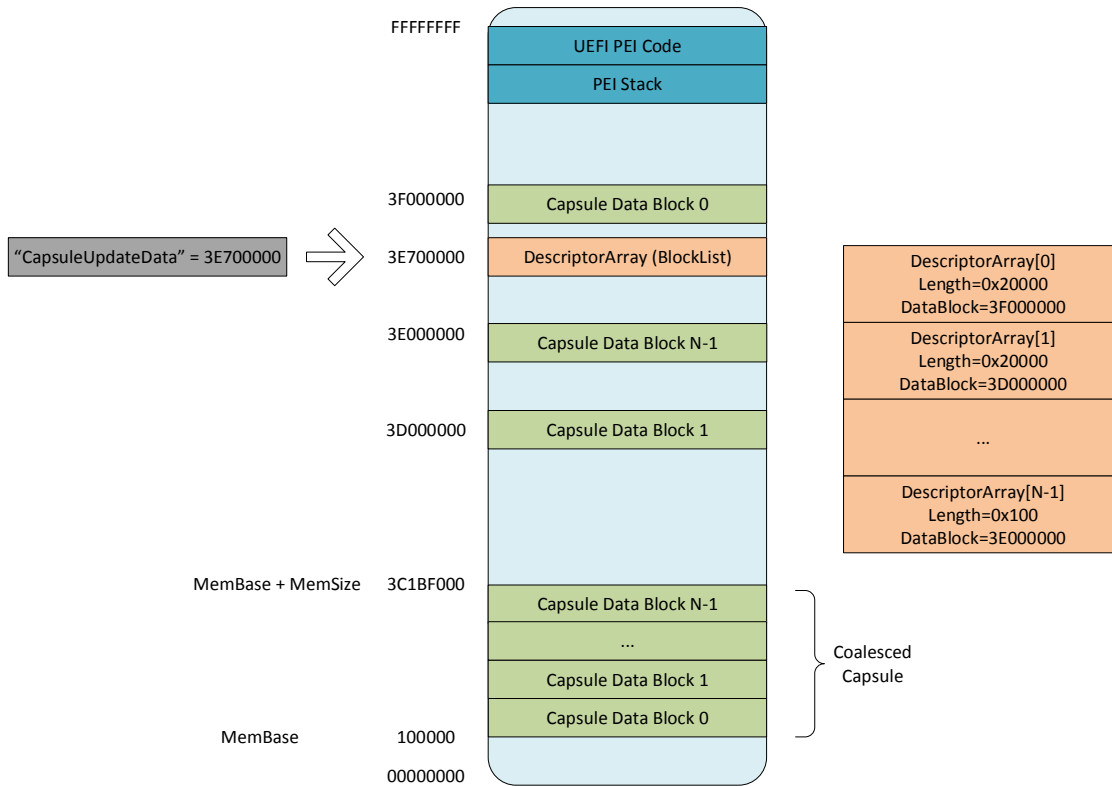 FFFFFFFF
UEFI PEI Code
PEI Stack
3F000000
Capsule Data Block 0
“CapsuleUpdateData” = 3E700000
3E700000
DescriptorArray (BlockList)
3E000000
Capsule Data Block N-1
3D000000
Capsule Data Block 1
DescriptorArray[0]
Length=0x20000
DataBlock=3F000000
DescriptorArray[1]
Length=0x20000
DataBlock=3D000000
...
DescriptorArray[N-1]
Length=0x100
DataBlock=3E000000
MemBase + MemSize
3C1BF000
Capsule Data Block N-1
...
Capsule Data Block 1
Capsule Data Block 0
Coalesced
Capsule
MemBase
100000
00000000